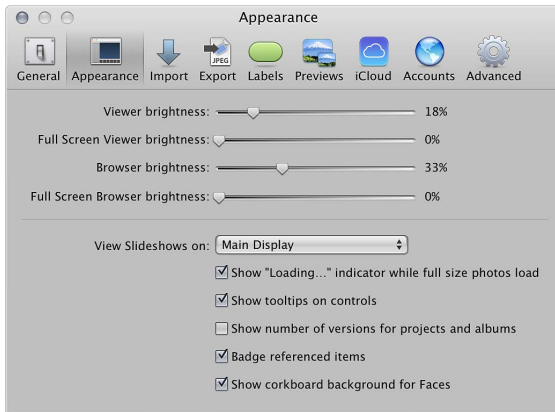 Appearance
JPEG
General Appearance Import Export Labels Previews iCloud Accounts Advanced
Viewer brightness: 18%
Full Screen Viewer brightness: 0%
Browser brightness: 33%
Full Screen Browser brightness: 0%
View Slideshows on: Main Display
Show "Loading..." indicator while full size photos load
Show tooltips on controls
Show number of versions for projects and albums
Badge referenced items
Show corkboard background for Faces